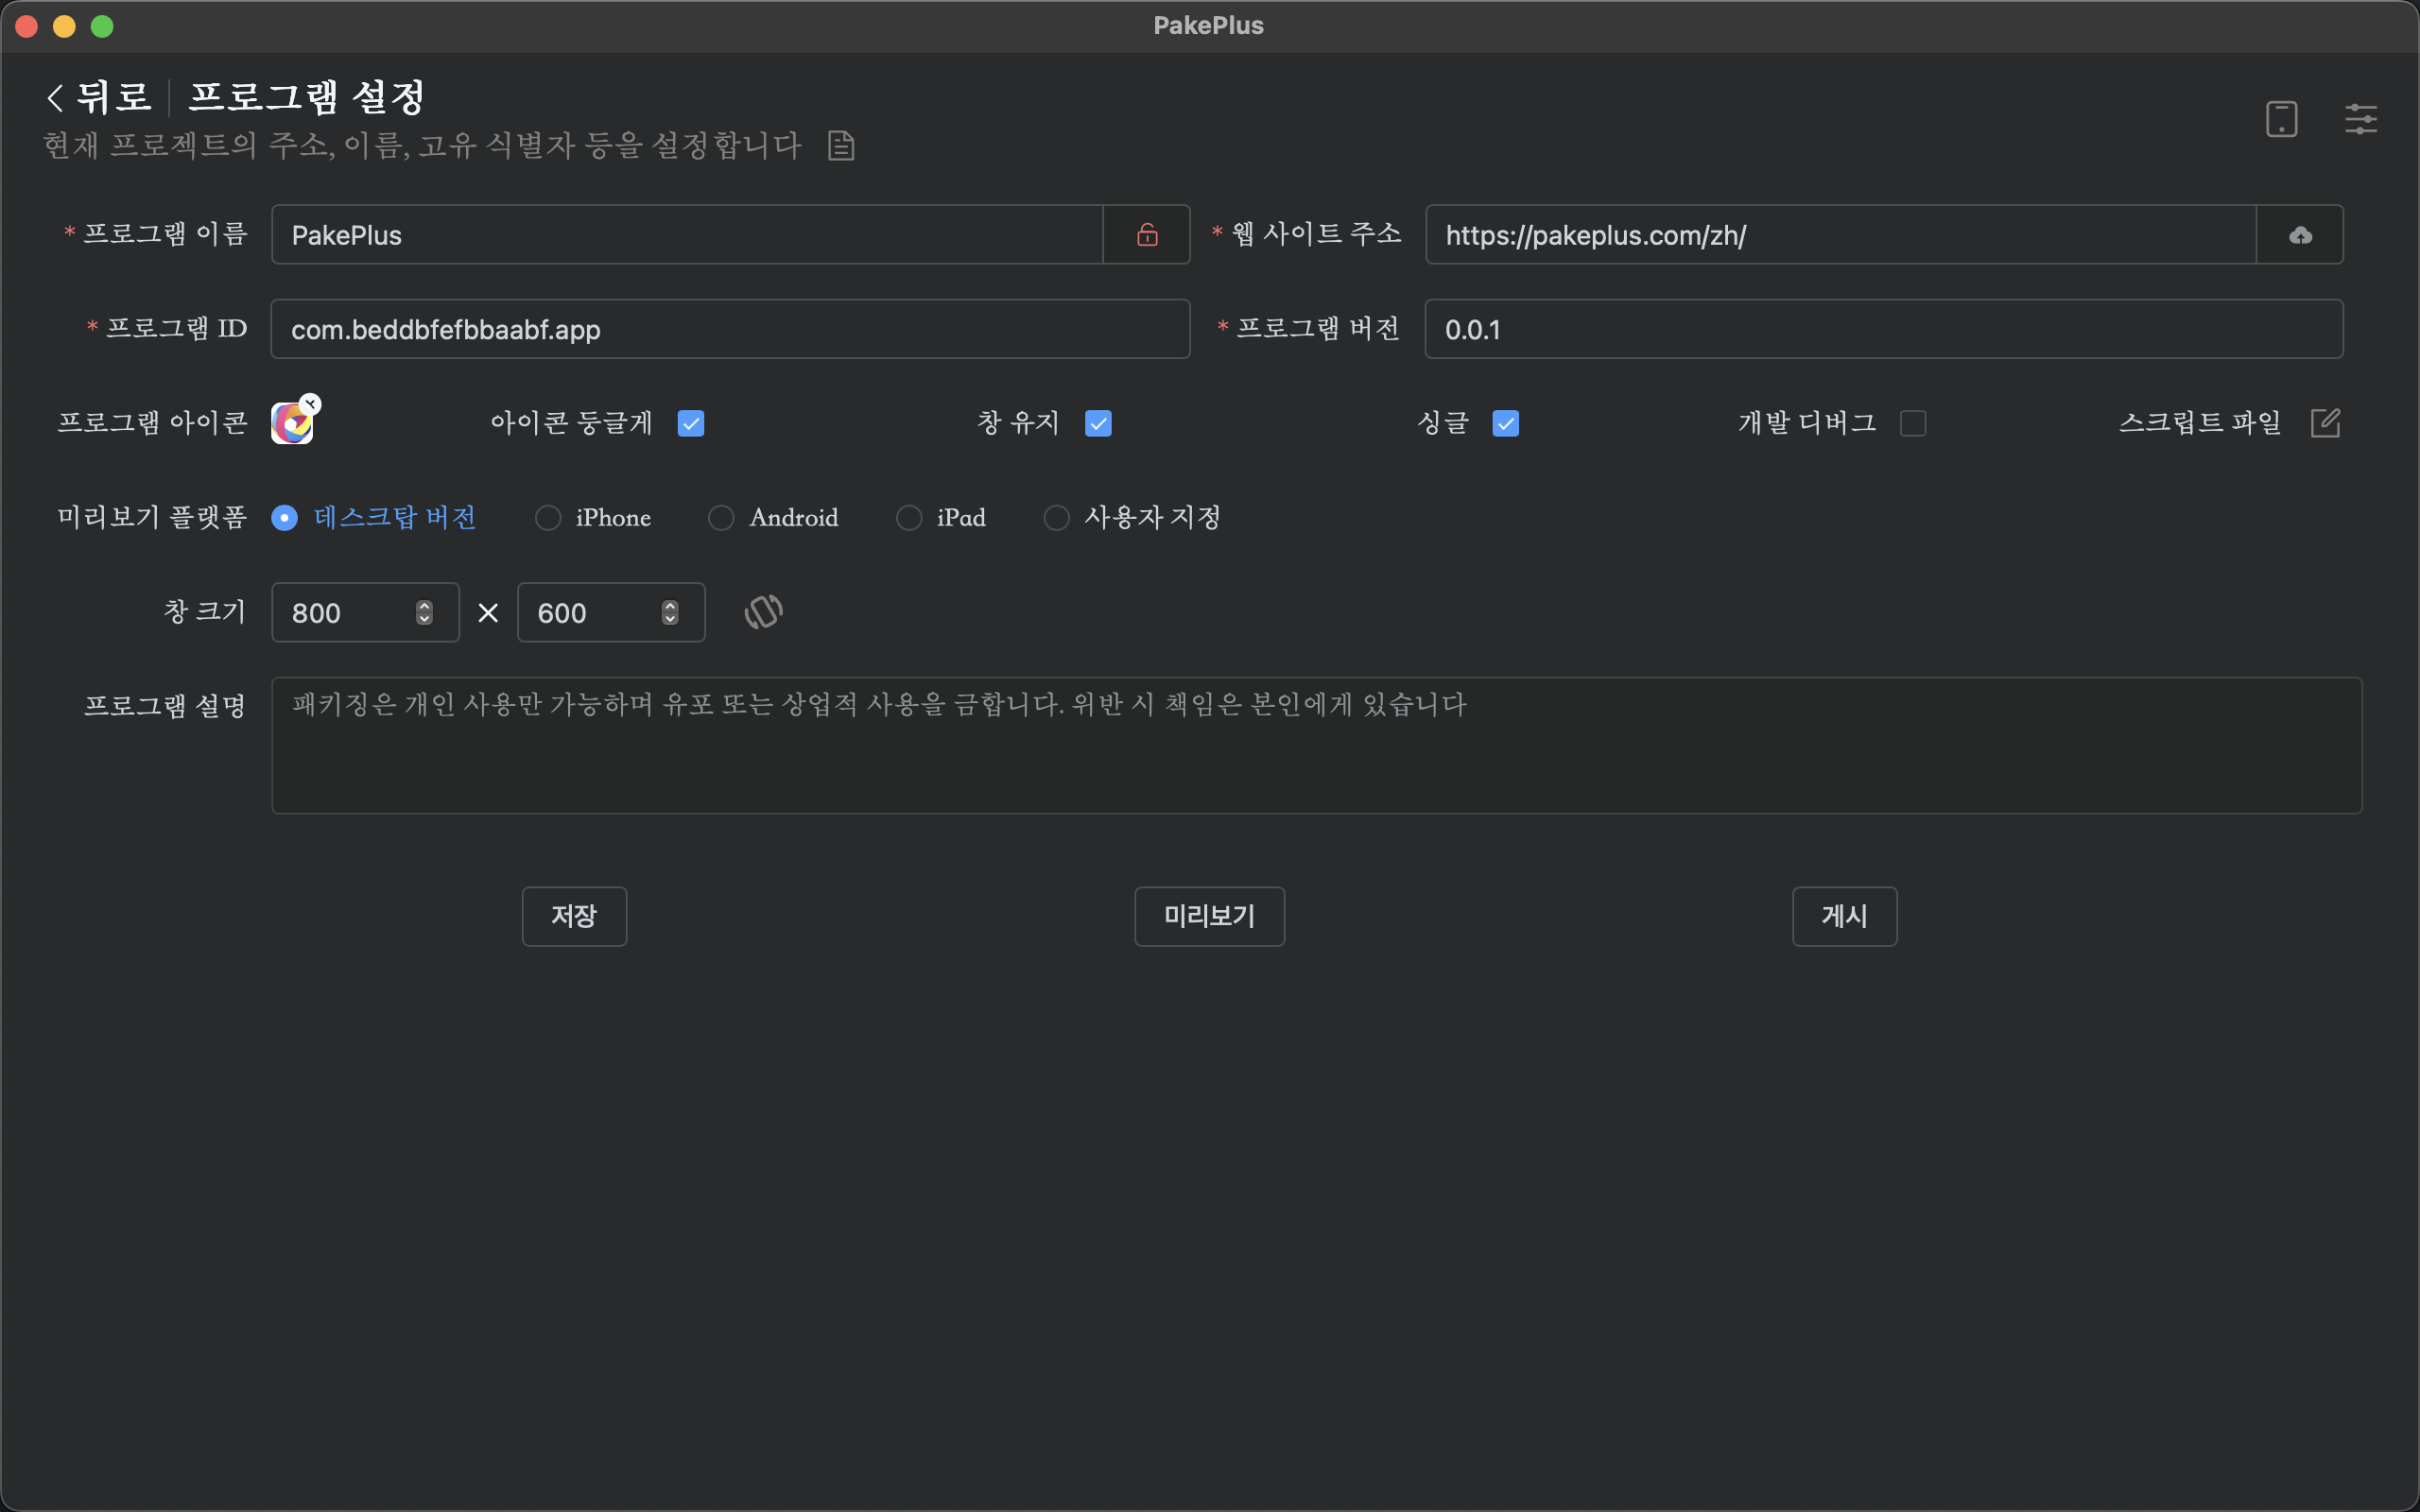 PakePlus
뒤로 프로그램 설정
현재 프로젝트의 주소, 이름, 고유 식별자 등을 설정합니다
* 프로그램 이름 PakePlus * 웹 사이트 주소 https://pakeplus.com/zh/
* 프로그램 ID com.beddbfefbbaabf.app * 프로그램 버전 0.0.1
프로그램 아이콘 아이콘 둥글게 창 유지 싱글 개발 디버그 스크립트 파일
미리보기 플랫폼 데스크탑 버전 iPhone Android iPad 사용자 지정
창 크기 800 × 600
프로그램 설명 패키징은 개인 사용만 가능하며 유포 또는 상업적 사용을 금합니다. 위반 시 책임은 본인에게 있습니다
저장 미리보기 게시